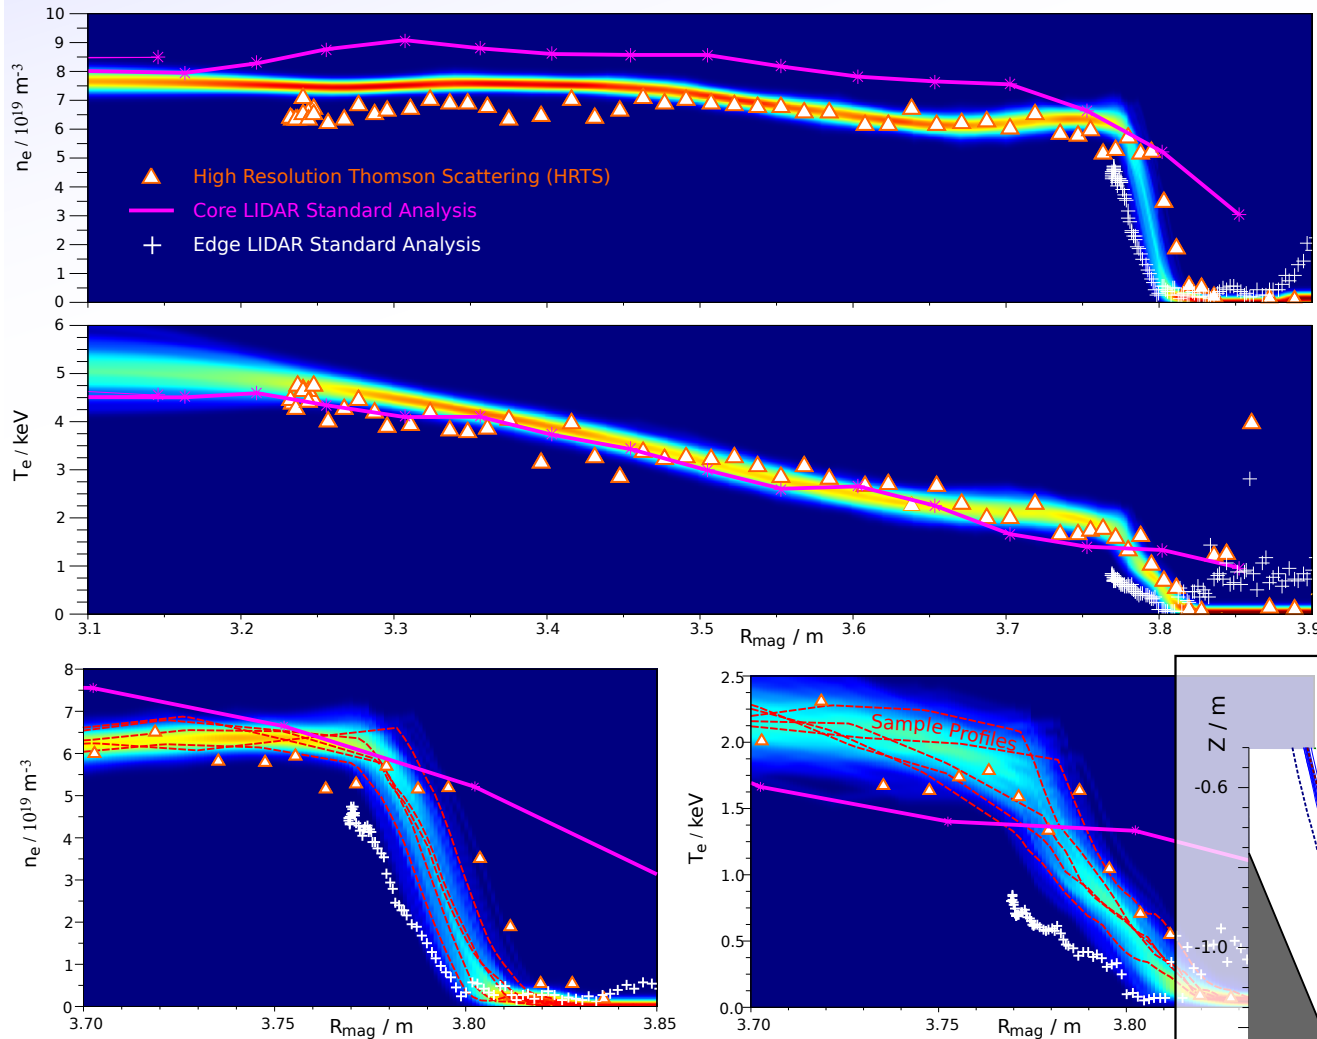 10
9
8
7
6
5
4
3
2
1
0
n_e / 10^19 m^-3
High Resolution Thomson Scattering (HRTS)
Core LIDAR Standard Analysis
Edge LIDAR Standard Analysis
6
5
4
3
2
1
0
T_e / keV
3.1 3.2 3.3 3.4 3.5 3.6 3.7 3.8 3.9
R_mag / m
8
7
6
5
4
3
2
1
0
n_e / 10^19 m^-3
3.70 3.75 3.80 3.85
R_mag / m
2.5
2.0
1.5
1.0
0.5
0.0
T_e / keV
Sample Profiles
3.70 3.75 3.80
R_mag / m
Z / m
-0.6
-1.0